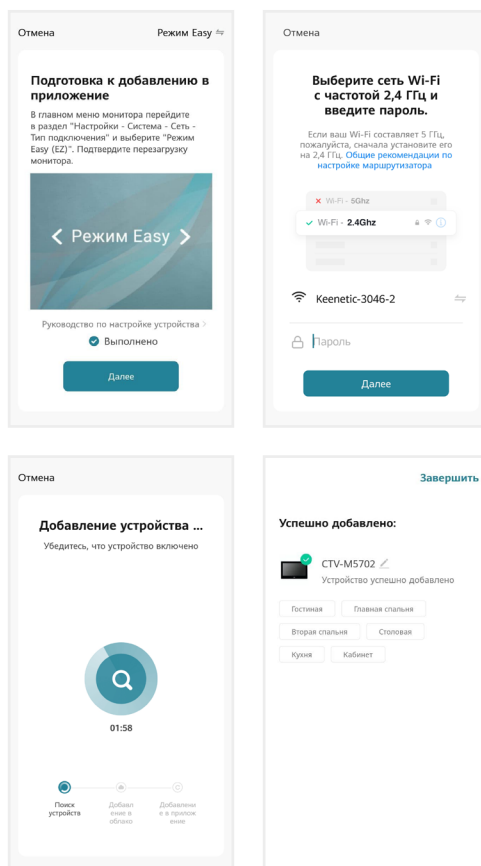 Отмена
Режим Easy
Подготовка к добавлению в
приложение
В главном меню монитора перейдите
в раздел "Настройки - Система - Сеть -
Тип подключения" и выберите "Режим
Easy (EZ)". Подтвердите перезагрузку
монитора.
Режим Easy
Руководство по настройке устройства >
Выполнено
Далее
Отмена
Выберите сеть Wi-Fi
с частотой 2,4 ГГц и
введите пароль.
Если ваш Wi-Fi составляет 5 ГГц,
пожалуйста, сначала установите его
на 2,4 ГГц. Общие рекомендации по
настройке маршрутизатора
Wi-Fi - 5Ghz
Wi-Fi - 2.4Ghz
Keenetic-3046-2
Пароль
Далее
Отмена
Добавление устройства ...
Убедитесь, что устройство включено
01:58
Поиск
устройств
Добавл
ение в
облако
Добавлени
е в прилож
ение
Завершить
Успешно добавлено:
CTV-M5702
Устройство успешно добавлено
Гостиная
Главная спальня
Вторая спальня
Столовая
Кухня
Кабинет